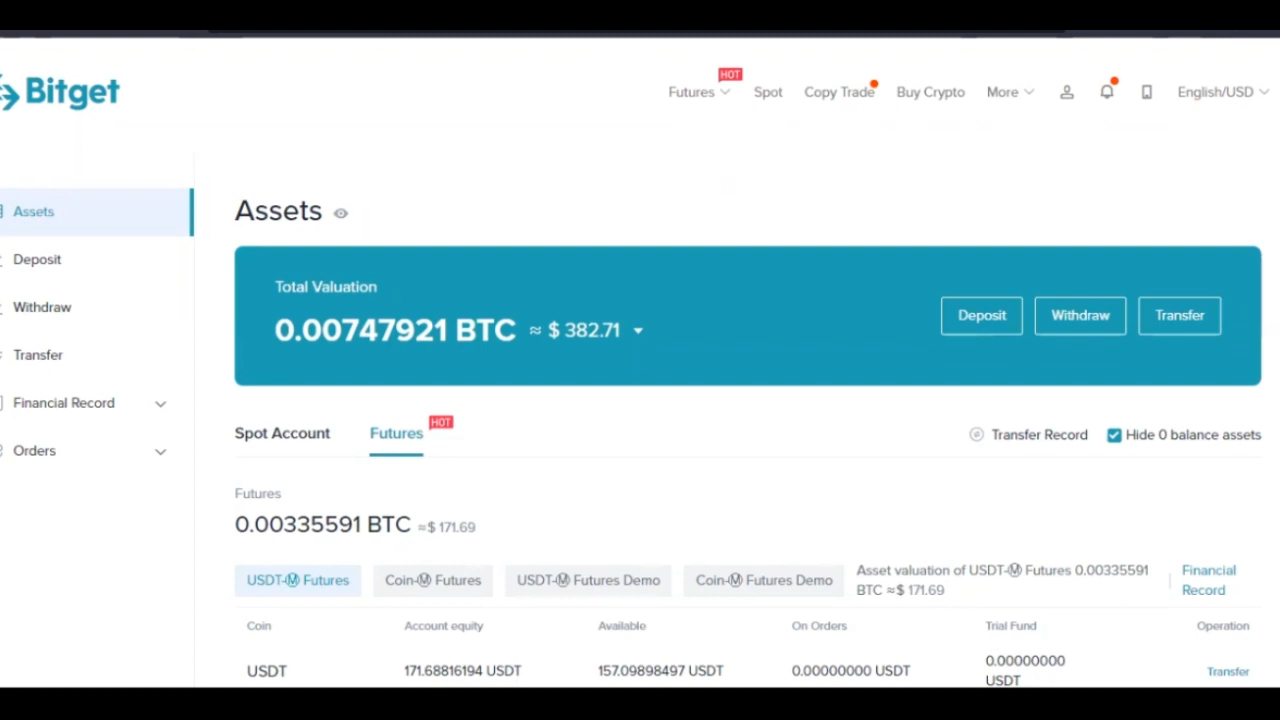 Bitget
HOT
Futures Spot Copy Trade Buy Crypto More English/USD
Assets
Deposit
Withdraw
Transfer
Financial Record
Orders
Assets
Total Valuation
0.00747921 BTC ≈ $ 382.71
Deposit Withdraw Transfer
Spot Account Futures HOT
Transfer Record Hide 0 balance assets
Futures
0.00335591 BTC ≈$ 171.69
USDT-Ⓜ Futures Coin-Ⓜ Futures USDT-Ⓜ Futures Demo Coin-Ⓜ Futures Demo
Asset valuation of USDT-Ⓜ Futures 0.00335591
BTC ≈$ 171.69
Financial
Record
Coin Account equity Available On Orders Trial Fund Operation
USDT 171.68816194 USDT 157.09898497 USDT 0.00000000 USDT
0.00000000
USDT
Transfer